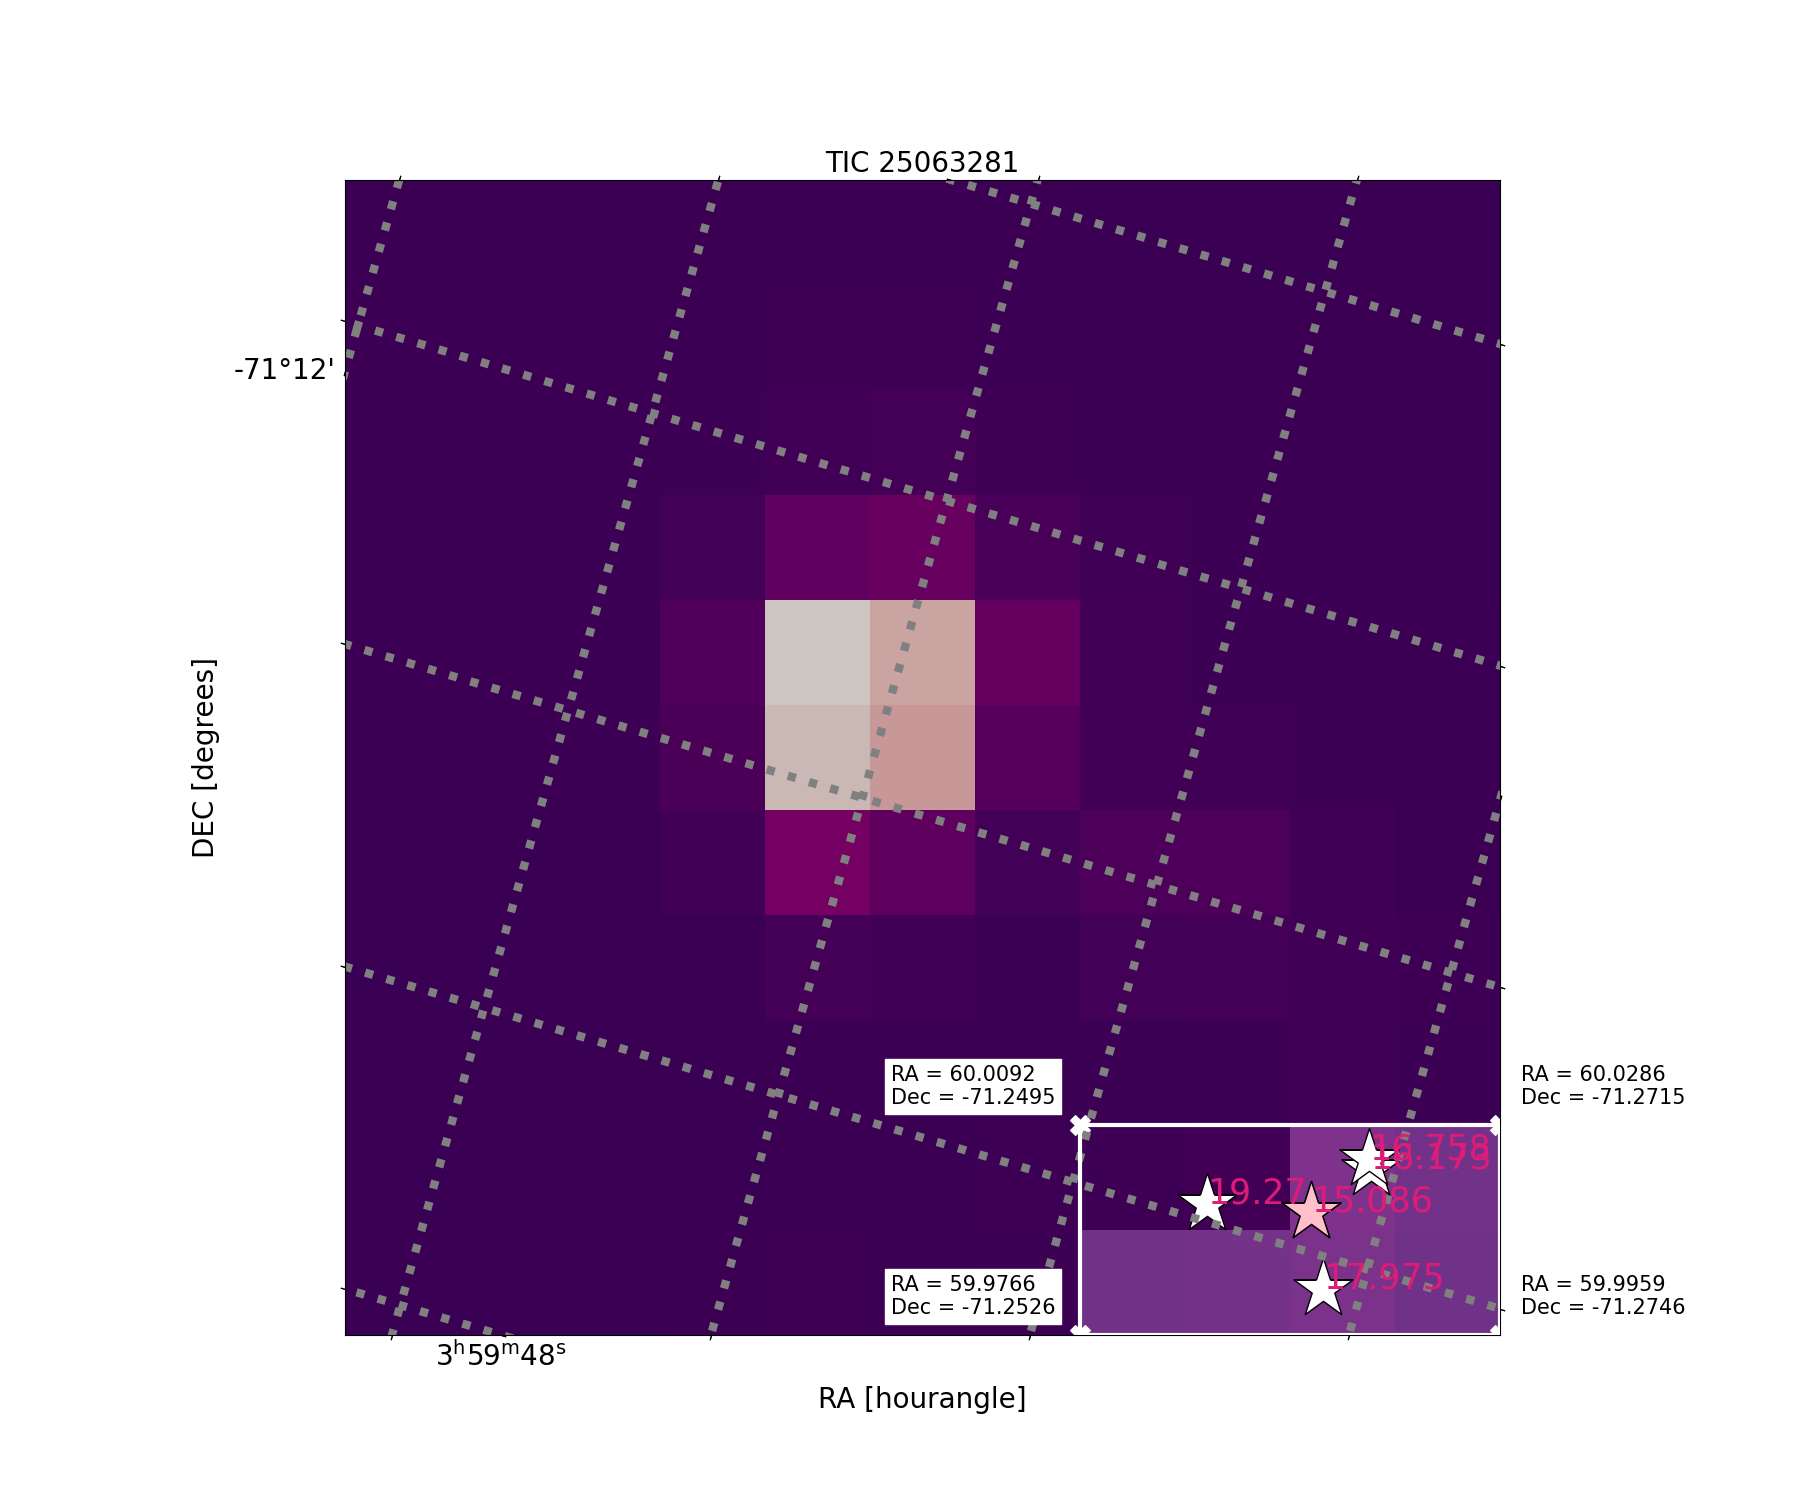 TIC 25063281
-71°12'
DEC [degrees]
RA = 60.0092
Dec = -71.2495
RA = 60.0286
Dec = -71.2715
16.758
19.27
15.086
17.975
RA = 59.9766
Dec = -71.2526
RA = 59.9959
Dec = -71.2746
3h59m48s
RA [hourangle]